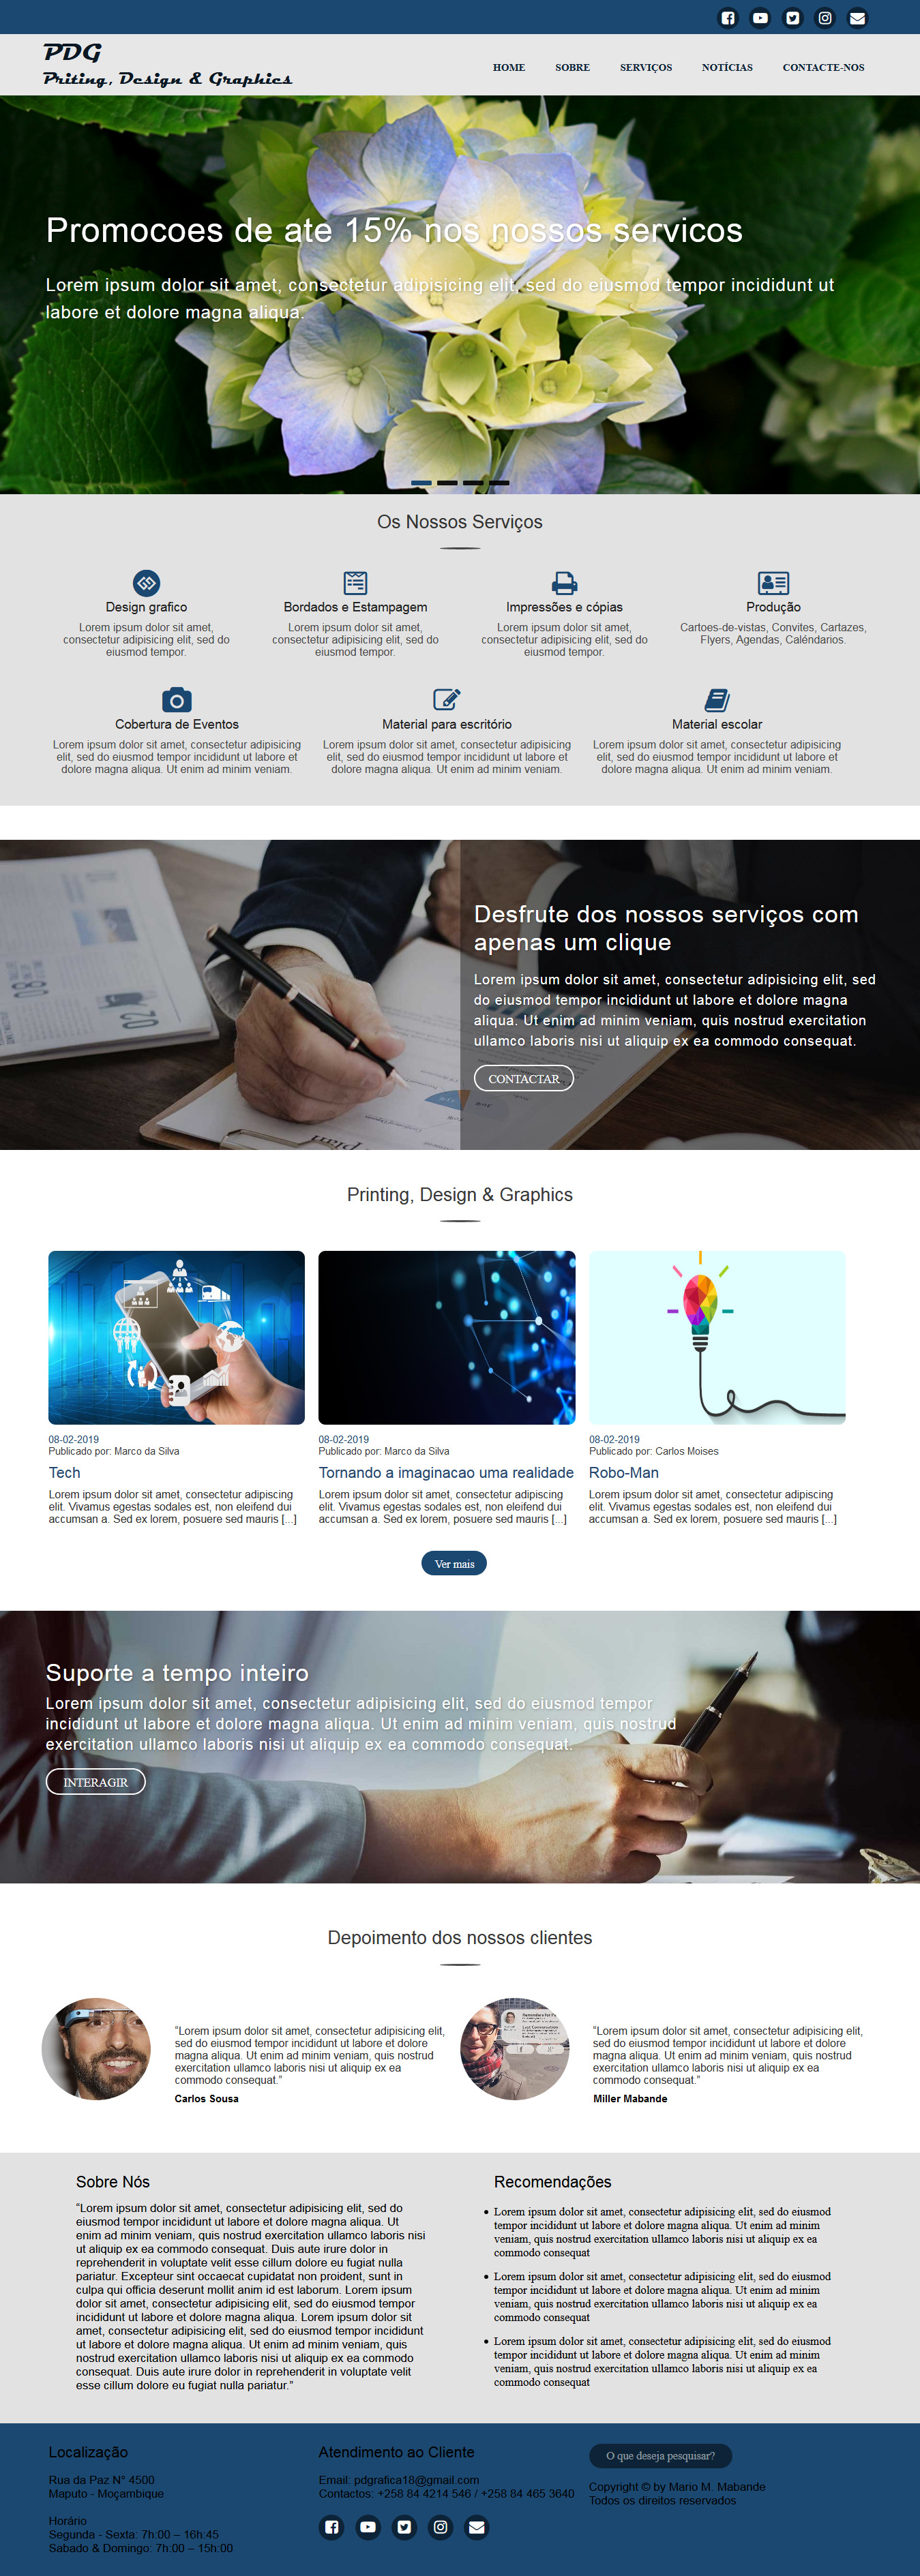 PDG
Priting, Design & Graphics
HOME SOBRE SERVIÇOS NOTÍCIAS CONTACTE-NOS
Promocoes de ate 15% nos nossos servicos
Lorem ipsum dolor sit amet, consectetur adipisicing elit, sed do eiusmod tempor incididunt ut
labore et dolore magna aliqua.
Os Nossos Serviços
Design grafico
Lorem ipsum dolor sit amet,
consectetur adipisicing elit, sed do
eiusmod tempor.
Bordados e Estampagem
Lorem ipsum dolor sit amet,
consectetur adipisicing elit, sed do
eiusmod tempor.
Impressões e cópias
Lorem ipsum dolor sit amet,
consectetur adipisicing elit, sed do
eiusmod tempor.
Produção
Cartoes-de-vistas, Convites, Cartazes,
Flyers, Agendas, Caléndarios.
Cobertura de Eventos
Lorem ipsum dolor sit amet, consectetur adipisicing
elit, sed do eiusmod tempor incididunt ut labore et
dolore magna aliqua. Ut enim ad minim veniam.
Material para escritório
Lorem ipsum dolor sit amet, consectetur adipisicing
elit, sed do eiusmod tempor incididunt ut labore et
dolore magna aliqua. Ut enim ad minim veniam.
Material escolar
Lorem ipsum dolor sit amet, consectetur adipisicing
elit, sed do eiusmod tempor incididunt ut labore et
dolore magna aliqua. Ut enim ad minim veniam.
Desfrute dos nossos serviços com
apenas um clique
Lorem ipsum dolor sit amet, consectetur adipisicing elit, sed
do eiusmod tempor incididunt ut labore et dolore magna
aliqua. Ut enim ad minim veniam, quis nostrud exercitation
ullamco laboris nisi ut aliquip ex ea commodo consequat.
CONTACTAR
Printing, Design & Graphics
08-02-2019
Publicado por: Marco da Silva
Tech
Lorem ipsum dolor sit amet, consectetur adipiscing
elit. Vivamus egestas sodales est, non eleifend dui
accumsan a. Sed ex lorem, posuere sed mauris [...]
08-02-2019
Publicado por: Marco da Silva
Tornando a imaginacao uma realidade
Lorem ipsum dolor sit amet, consectetur adipiscing
elit. Vivamus egestas sodales est, non eleifend dui
accumsan a. Sed ex lorem, posuere sed mauris [...]
08-02-2019
Publicado por: Carlos Moises
Robo-Man
Lorem ipsum dolor sit amet, consectetur adipiscing
elit. Vivamus egestas sodales est, non eleifend dui
accumsan a. Sed ex lorem, posuere sed mauris [...]
Ver mais
Suporte a tempo inteiro
Lorem ipsum dolor sit amet, consectetur adipisicing elit, sed do eiusmod tempor
incididunt ut labore et dolore magna aliqua. Ut enim ad minim veniam, quis nostrud
exercitation ullamco laboris nisi ut aliquip ex ea commodo consequat.
INTERAGIR
Depoimento dos nossos clientes
“Lorem ipsum dolor sit amet, consectetur adipisicing elit,
sed do eiusmod tempor incididunt ut labore et dolore
magna aliqua. Ut enim ad minim veniam, quis nostrud
exercitation ullamco laboris nisi ut aliquip ex ea
commodo consequat.”
Carlos Sousa
“Lorem ipsum dolor sit amet, consectetur adipisicing elit,
sed do eiusmod tempor incididunt ut labore et dolore
magna aliqua. Ut enim ad minim veniam, quis nostrud
exercitation ullamco laboris nisi ut aliquip ex ea
commodo consequat.”
Miller Mabande
Sobre Nós
“Lorem ipsum dolor sit amet, consectetur adipisicing elit, sed do
eiusmod tempor incididunt ut labore et dolore magna aliqua. Ut
enim ad minim veniam, quis nostrud exercitation ullamco laboris nisi
ut aliquip ex ea commodo consequat. Duis aute irure dolor in
reprehenderit in voluptate velit esse cillum dolore eu fugiat nulla
pariatur. Excepteur sint occaecat cupidatat non proident, sunt in
culpa qui officia deserunt mollit anim id est laborum. Lorem ipsum
dolor sit amet, consectetur adipisicing elit, sed do eiusmod tempor
incididunt ut labore et dolore magna aliqua. Lorem ipsum dolor sit
amet, consectetur adipisicing elit, sed do eiusmod tempor incididunt
ut labore et dolore magna aliqua. Ut enim ad minim veniam, quis
nostrud exercitation ullamco laboris nisi ut aliquip ex ea commodo
consequat. Duis aute irure dolor in reprehenderit in voluptate velit
esse cillum dolore eu fugiat nulla pariatur.”
Recomendações
• Lorem ipsum dolor sit amet, consectetur adipisicing elit, sed do eiusmod
tempor incididunt ut labore et dolore magna aliqua. Ut enim ad minim
veniam, quis nostrud exercitation ullamco laboris nisi ut aliquip ex ea
commodo consequat
• Lorem ipsum dolor sit amet, consectetur adipisicing elit, sed do eiusmod
tempor incididunt ut labore et dolore magna aliqua. Ut enim ad minim
veniam, quis nostrud exercitation ullamco laboris nisi ut aliquip ex ea
commodo consequat
• Lorem ipsum dolor sit amet, consectetur adipisicing elit, sed do eiusmod
tempor incididunt ut labore et dolore magna aliqua. Ut enim ad minim
veniam, quis nostrud exercitation ullamco laboris nisi ut aliquip ex ea
commodo consequat
Localização
Rua da Paz N° 4500
Maputo - Moçambique
Horário
Segunda - Sexta: 7h:00 – 16h:45
Sabado & Domingo: 7h:00 – 15h:00
Atendimento ao Cliente
Email: pdgrafica18@gmail.com
Contactos: +258 84 4214 546 / +258 84 465 3640
O que deseja pesquisar?
Copyright © by Mario M. Mabande
Todos os direitos reservados